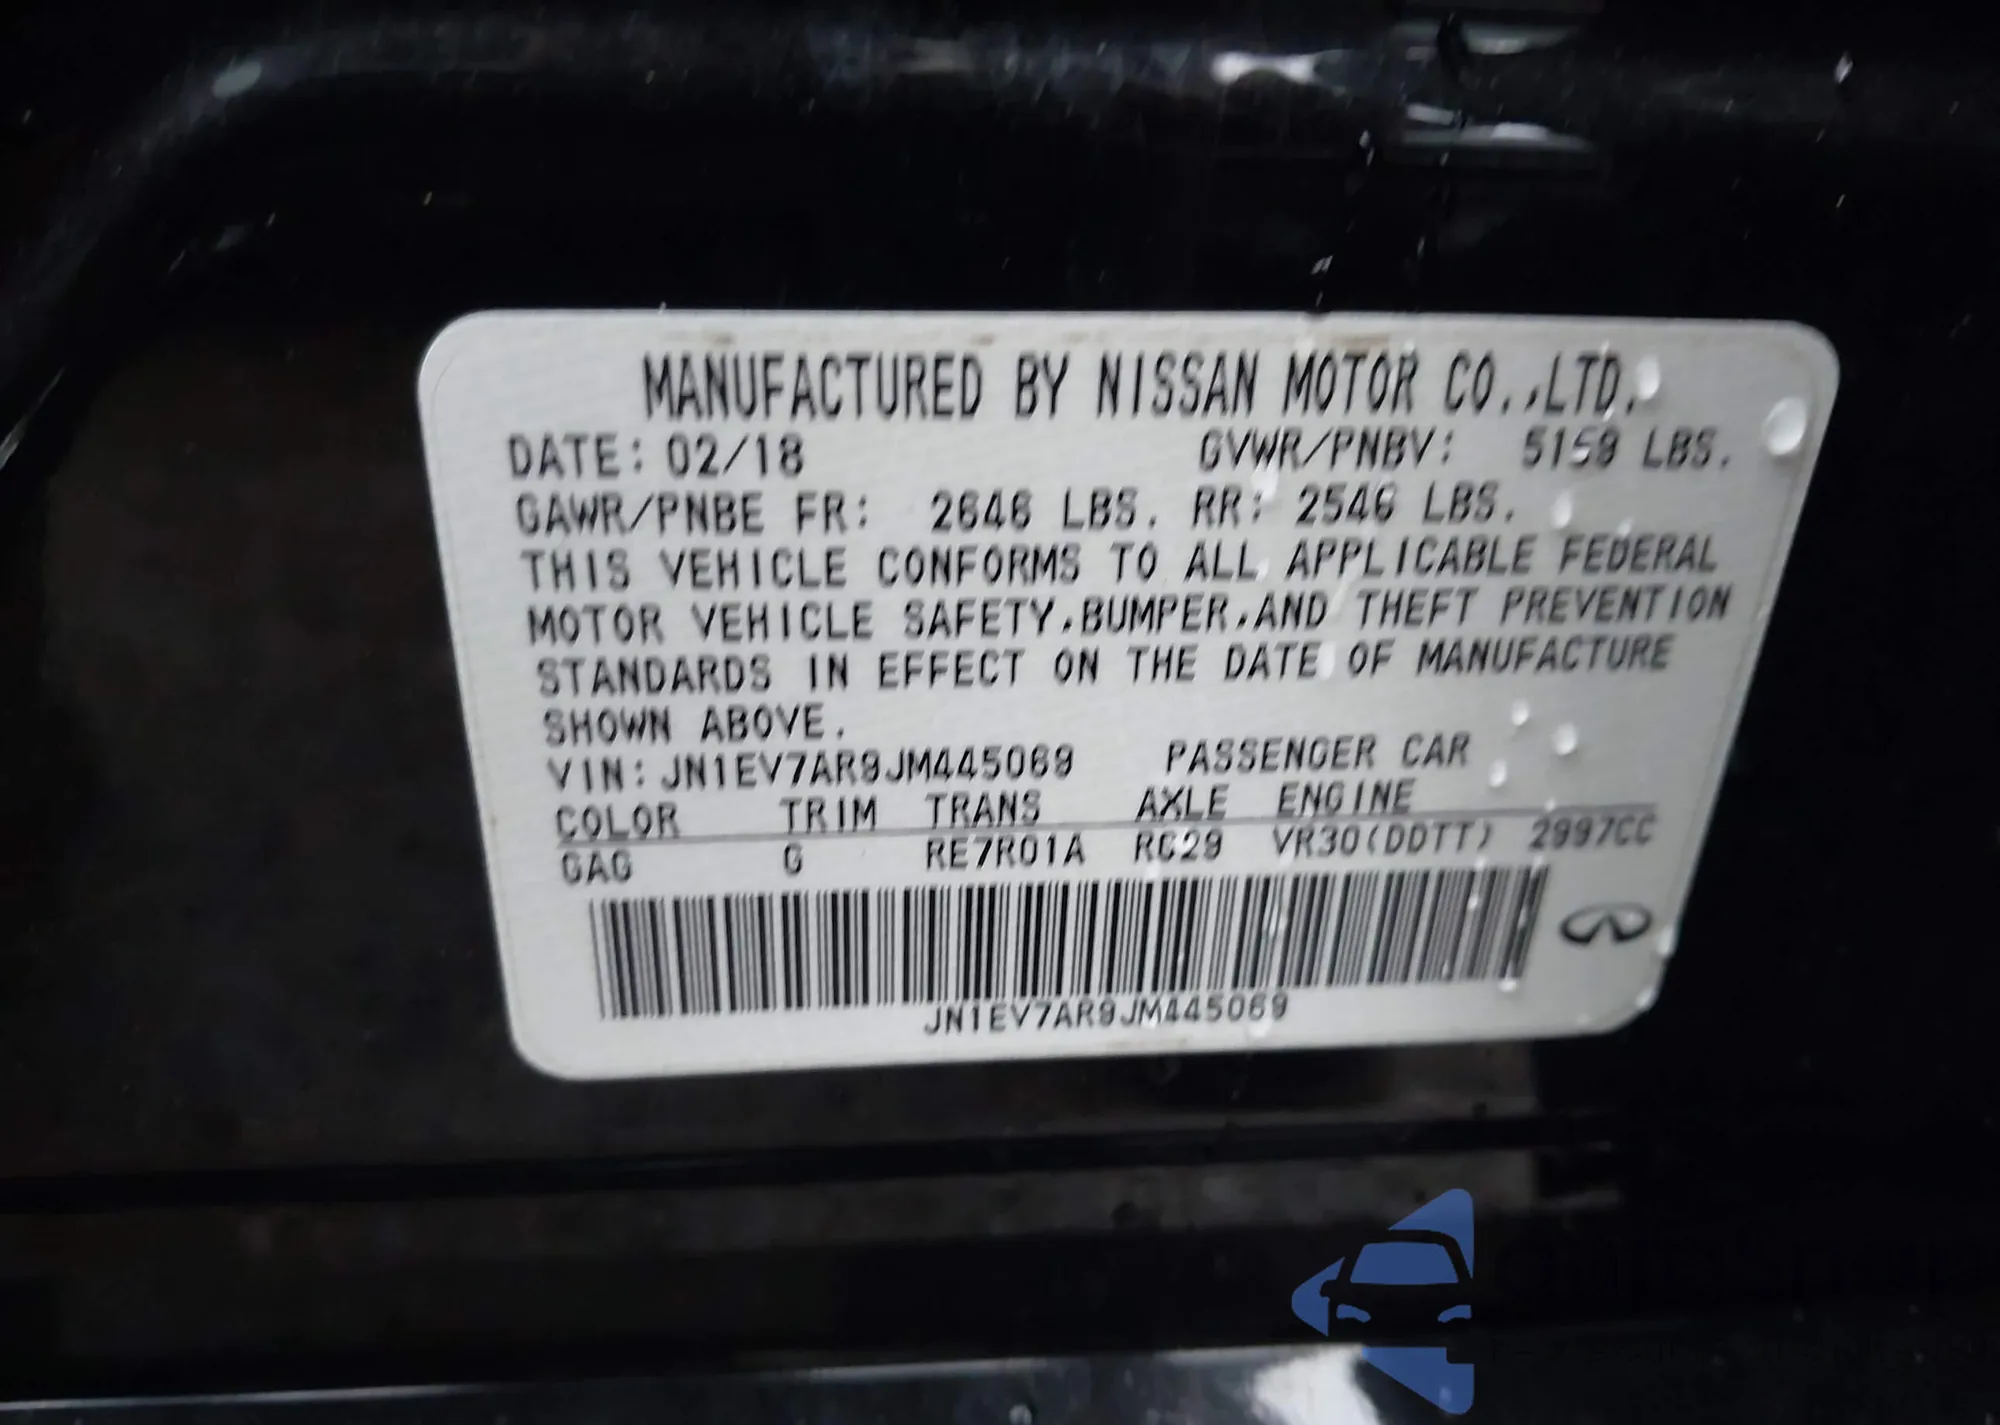 MANUFACTURED BY NISSAN MOTOR CO.,LTD.
DATE: 02/18 GVWR/PNBV: 5159 LBS.
GAWR/PNBE FR: 2646 LBS. RR: 2546 LBS.
THIS VEHICLE CONFORMS TO ALL APPLICABLE FEDERAL
MOTOR VEHICLE SAFETY,BUMPER,AND THEFT PREVENTION
STANDARDS IN EFFECT ON THE DATE OF MANUFACTURE
SHOWN ABOVE.
VIN: JN1EV7AR9JM445069 PASSENGER CAR
COLOR TRIM TRANS AXLE ENGINE
GAG G RE7R01A RC29 VR30(DDTT) 2997CC
JN1EV7AR9JM445069